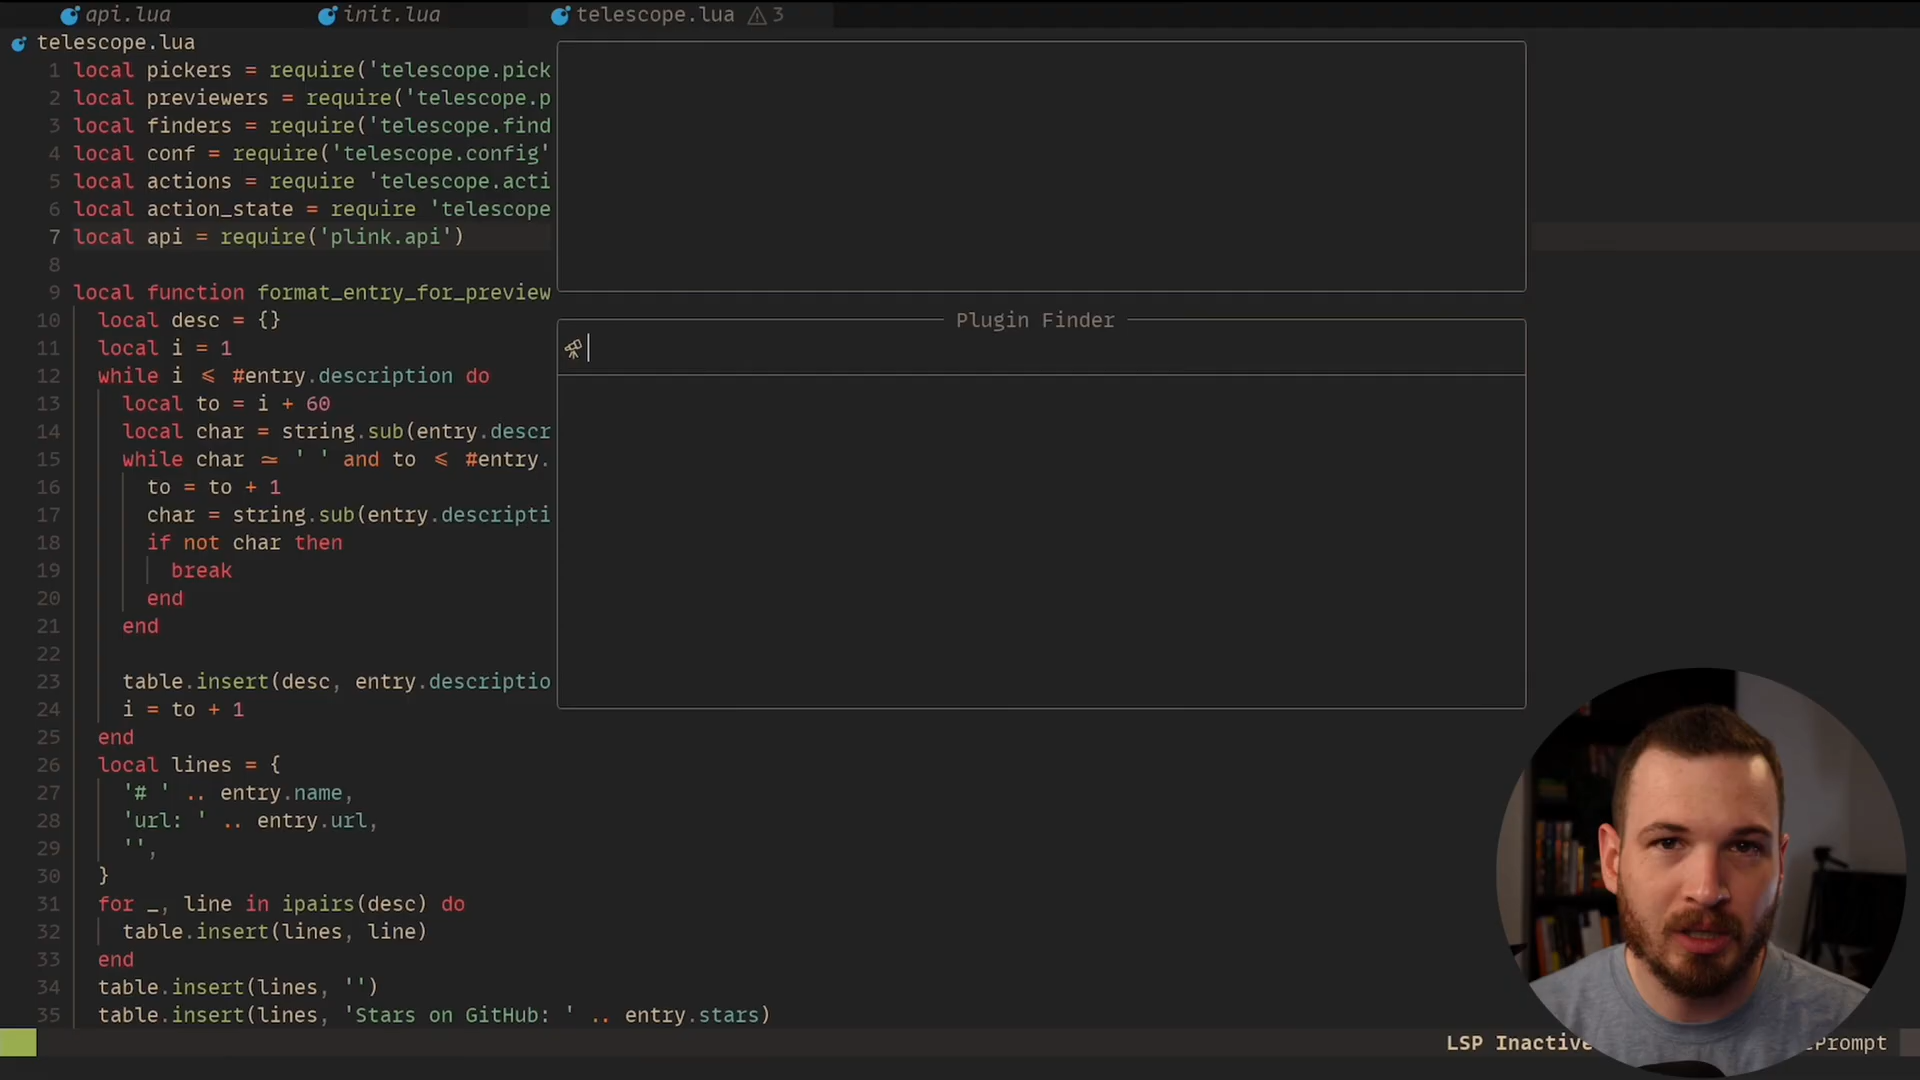 api.lua init.lua telescope.lua 3
telescope.lua
1 local pickers = require('telescope.pick
2 local previewers = require('telescope.p
3 local finders = require('telescope.find
4 local conf = require('telescope.config'
5 local actions = require 'telescope.acti
6 local action_state = require 'telescope
7 local api = require('plink.api')
8
9 local function format_entry_for_preview
Plugin Finder
10 local desc = {}
11 local i = 1
12 while i <= #entry.description do
13 local to = i + 60
14 local char = string.sub(entry.descr
15 while char ~= ' ' and to <= #entry.
16 to = to + 1
17 char = string.sub(entry.descripti
18 if not char then
19 break
20 end
21 end
22
23 table.insert(desc, entry.descriptio
24 i = to + 1
25 end
26 local lines = {
27 '# ' .. entry.name,
28 'url: ' .. entry.url,
29 '',
30 }
31 for _, line in ipairs(desc) do
32 table.insert(lines, line)
33 end
34 table.insert(lines, '')
35 table.insert(lines, 'Stars on GitHub: ' .. entry.stars)
LSP Inactive ePrompt